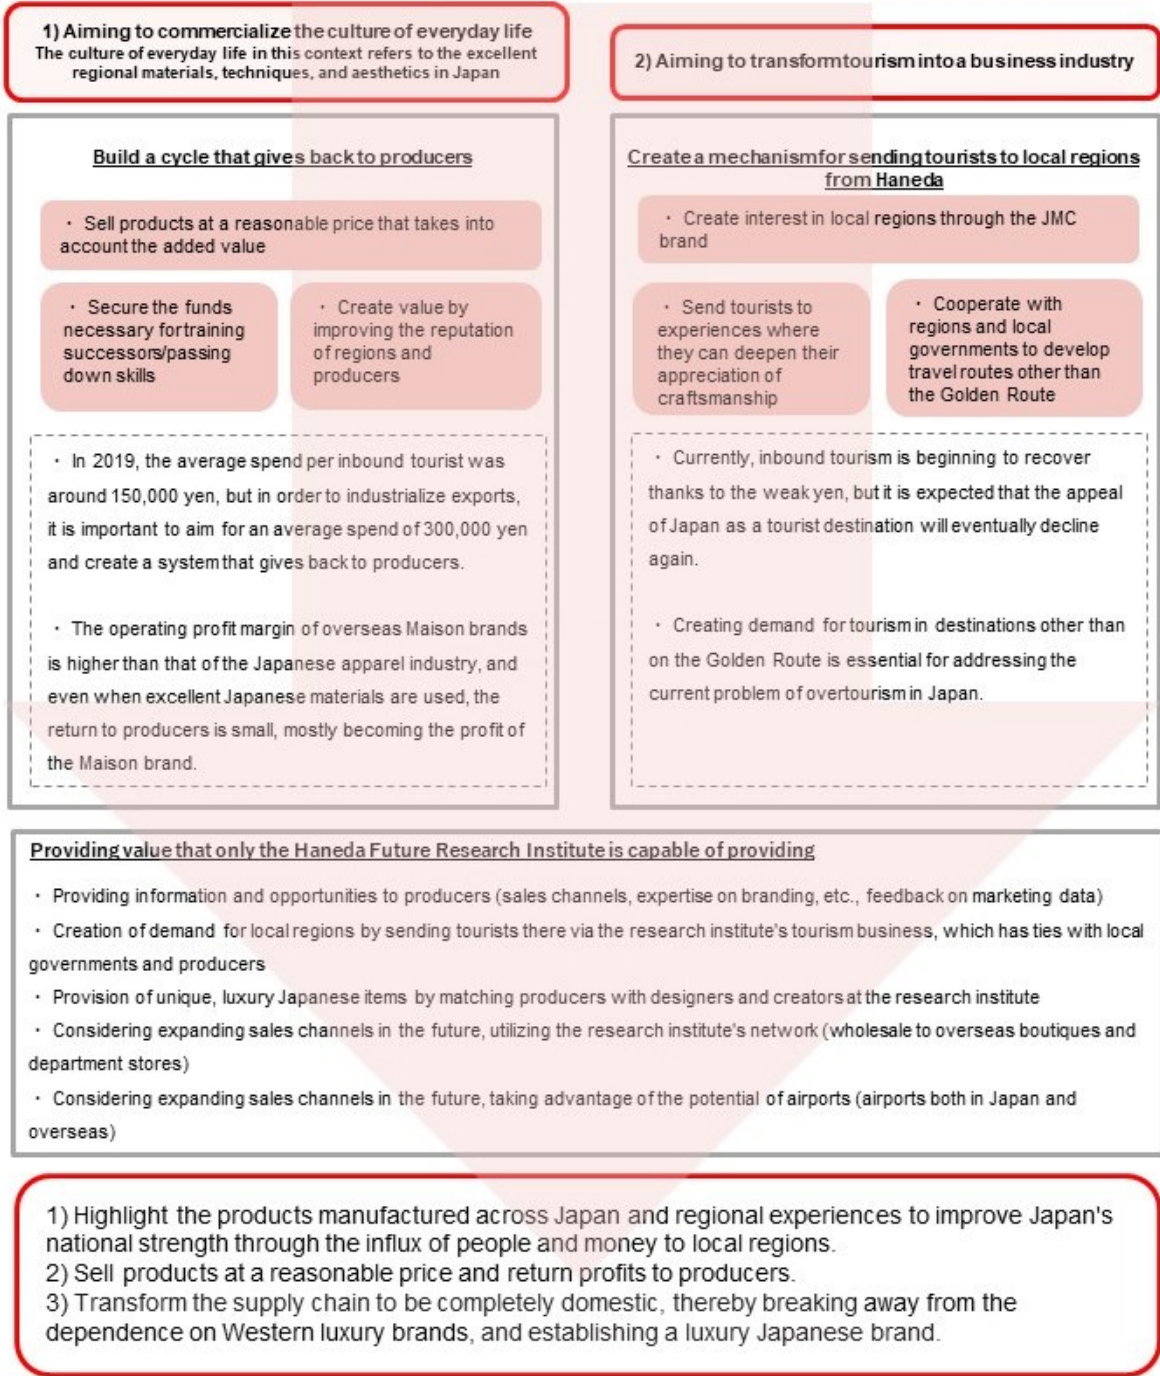 1) Aiming to commercialize the culture of everyday life
The culture of everyday life in this context refers to the excellent
regional materials, techniques, and aesthetics in Japan
2) Aiming to transform tourism into a business industry
Build a cycle that gives back to producers
・ Sell products at a reasonable price that takes into
account the added value
・ Secure the funds
necessary for training
successors/passing
down skills
・ Create value by
improving the reputation
of regions and
producers
・ In 2019, the average spend per inbound tourist was
around 150,000 yen, but in order to industrialize exports,
it is important to aim for an average spend of 300,000 yen
and create a system that gives back to producers.
・ The operating profit margin of overseas Maison brands
is higher than that of the Japanese apparel industry, and
even when excellent Japanese materials are used, the
return to producers is small, mostly becoming the profit of
the Maison brand.
Create a mechanism for sending tourists to local regions
from Haneda
・ Create interest in local regions through the JMC
brand
・ Send tourists to
experiences where
they can deepen their
appreciation of
craftsmanship
・ Cooperate with
regions and local
governments to develop
travel routes other than
the Golden Route
・ Currently, inbound tourism is beginning to recover
thanks to the weak yen, but it is expected that the appeal
of Japan as a tourist destination will eventually decline
again.
・ Creating demand for tourism in destinations other than
on the Golden Route is essential for addressing the
current problem of overtourism in Japan.
Providing value that only the Haneda Future Research Institute is capable of providing
・ Providing information and opportunities to producers (sales channels, expertise on branding, etc., feedback on marketing data)
・ Creation of demand for local regions by sending tourists there via the research institute's tourism business, which has ties with local
governments and producers
・ Provision of unique, luxury Japanese items by matching producers with designers and creators at the research institute
・ Considering expanding sales channels in the future, utilizing the research institute's network (wholesale to overseas boutiques and
department stores)
・ Considering expanding sales channels in the future, taking advantage of the potential of airports (airports both in Japan and
overseas)
1) Highlight the products manufactured across Japan and regional experiences to improve Japan's
national strength through the influx of people and money to local regions.
2) Sell products at a reasonable price and return profits to producers.
3) Transform the supply chain to be completely domestic, thereby breaking away from the
dependence on Western luxury brands, and establishing a luxury Japanese brand.